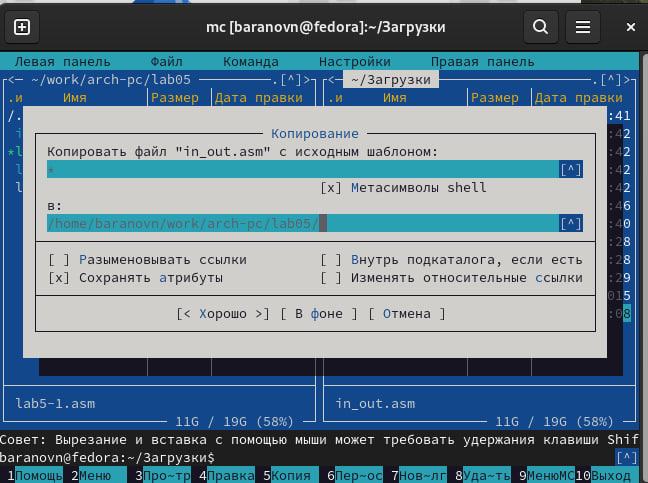 mc [baranovn@fedora]:~/Загрузки
Левая панель Файл Команда Настройки Правая панель
<— ~/work/arch-pc/lab05 .[^]> <— ~/Загрузки .[^]>
.и Имя Размер Дата правки .и Имя Размер Дата правки
/. :41
Копирование
Копировать файл "in_out.asm" с исходным шаблоном:
* [^]
[x] Метасимволы shell
в:
/home/baranovn/work/arch-pc/lab05/ [^]
[ ] Разыменовывать ссылки [ ] Внутрь подкаталога, если есть
[x] Сохранять атрибуты [ ] Изменять относительные ссылки
[< Хорошо >] [ В фоне ] [ Отмена ]
lab5-1.asm in_out.asm
11G / 19G (58%) 11G / 19G (58%)
Совет: Вырезание и вставка с помощью мыши может требовать удержания клавиши Shif
baranovn@fedora:~/Загрузки$ [^]
1Помощь 2Меню 3Про~тр 4Правка 5Копия 6Пер~ос 7Нов~лг 8Уда~ть 9МенюMC 10Выход